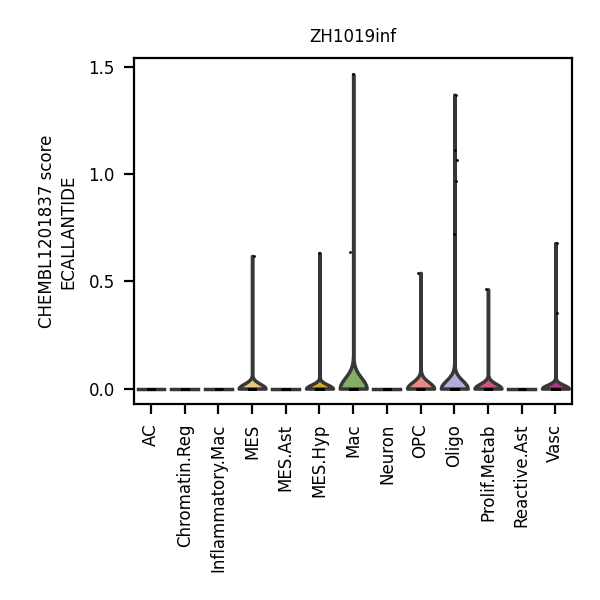 ZH1019inf
CHEMBL1201837 score
ECALLANTIDE
1.5
1.0
0.5
0.0
AC
Chromatin.Reg
Inflammatory.Mac
MES
MES.Ast
MES.Hyp
Mac
Neuron
OPC
Oligo
Prolif.Metab
Reactive.Ast
Vasc